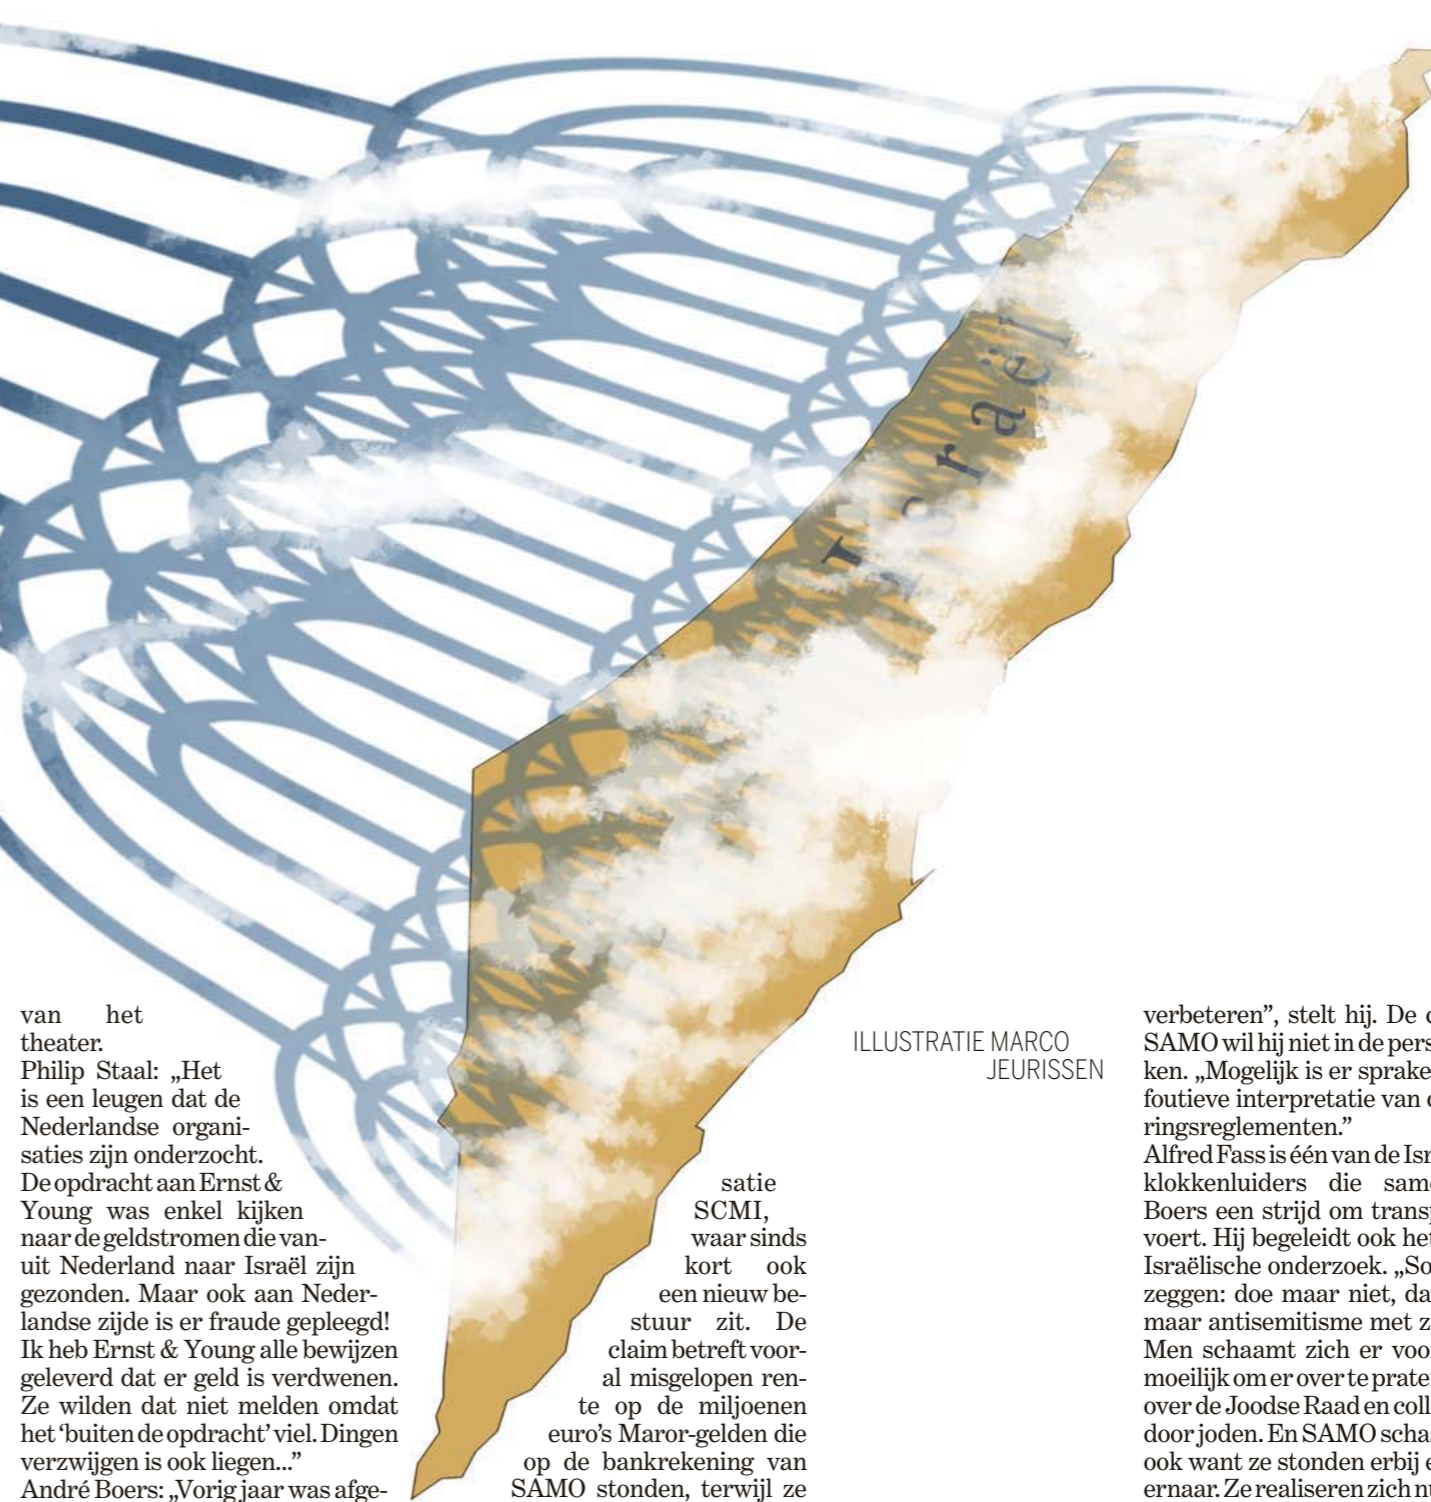 Israël
van het
theater.
Philip Staal: „Het
is een leugen dat de
Nederlandse organi-
saties zijn onderzocht.
De opdracht aan Ernst &
Young was enkel kijken
naar de geldstromen die van-
uit Nederland naar Israël zijn
gezonden. Maar ook aan Neder-
landse zijde is er fraude gepleegd!
Ik heb Ernst & Young alle bewijzen
geleverd dat er geld is verdwenen.
Ze wilden dat niet melden omdat
het ‘buiten de opdracht’ viel. Dingen
verzwijgen is ook liegen...”
André Boers: „Vorig jaar was afge-
satie
SCMI,
waar sinds
kort ook
een nieuw be-
stuur zit. De
claim betreft voor-
al misgelopen ren-
te op de miljoenen
euro’s Maror-gelden die
op de bankrekening van
SAMO stonden, terwijl ze
ILLUSTRATIE MARCO
JEURISSEN
verbeteren”, stelt hij. De
SAMO wil hij niet in de pers
ken. „Mogelijk is er sprake
foutieve interpretatie van
ringsreglementen.”
Alfred Fass is één van de Isr
klokkenluiders die sam
Boers een strijd om transp
voert. Hij begeleidt ook het
Israëlische onderzoek. „So
zeggen: doe maar niet, da
maar antisemitisme met z
Men schaamt zich er voo
moeilijk om er over te prate
over de Joodse Raad en coll
door joden. En SAMO scha
ook want ze stonden erbij e
ernaar. Ze realiseren zich nu